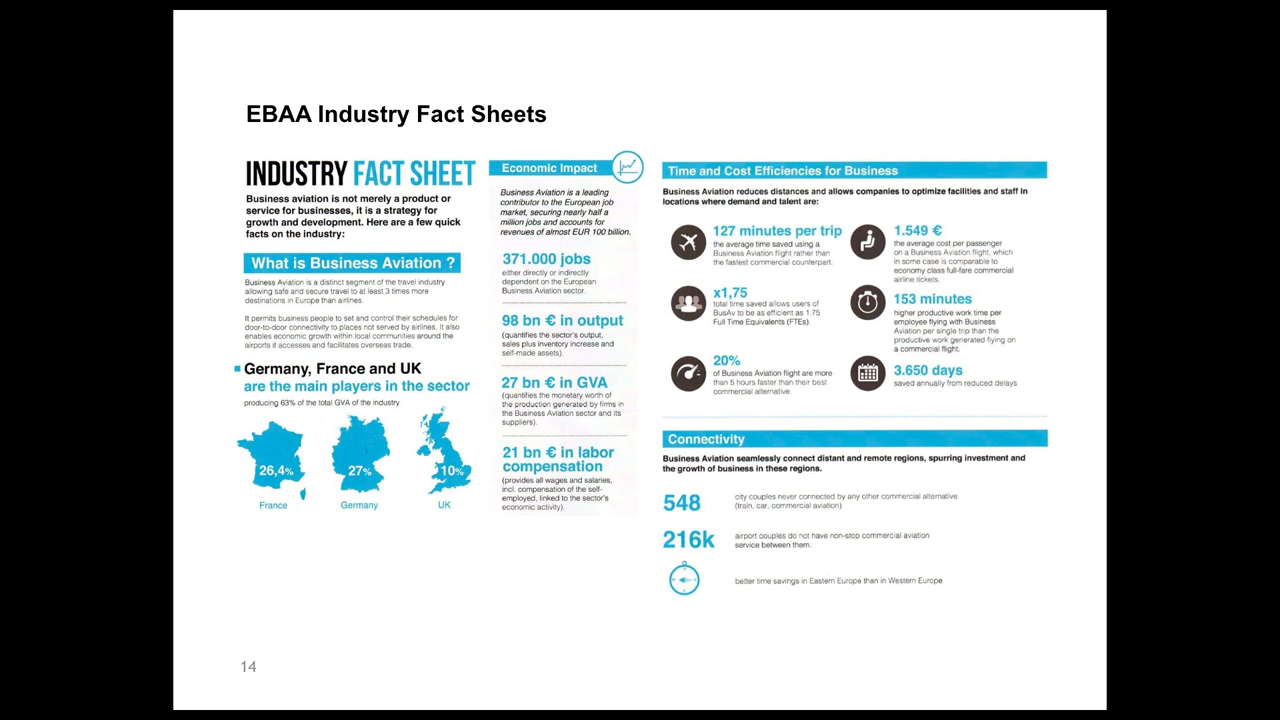 EBAA Industry Fact Sheets
INDUSTRY FACT SHEET
Business aviation is not merely a product or
service for businesses, it is a strategy for
growth and development. Here are a few quick
facts on the industry:
What is Business Aviation ?
Business Aviation is a distinct segment of the travel industry
allowing safe and secure travel to at least 3 times more
destinations in Europe than airlines.
It permits business people to set and control their schedules for
door-to-door connectivity to places not served by airlines. It also
enables economic growth within local communities around the
airports it accesses and facilitates overseas trade.
Germany, France and UK
are the main players in the sector
producing 63% of the total GVA of the industry
26,4%
27%
10%
France
Germany
UK
Economic Impact
Business Aviation is a leading
contributor to the European job
market, securing nearly half a
million jobs and accounts for
revenues of almost EUR 100 billion.
371.000 jobs
either directly or indirectly
dependent on the European
Business Aviation sector.
98 bn € in output
(quantifies the sector's output,
sales plus inventory increase and
self-made assets).
27 bn € in GVA
(quantifies the monetary worth of
the production generated by firms in
the Business Aviation sector and its
suppliers).
21 bn € in labor
compensation
(provides all wages and salaries,
incl. compensation of the self-
employed, linked to the sector's
economic activity).
Time and Cost Efficiencies for Business
Business Aviation reduces distances and allows companies to optimize facilities and staff in
locations where demand and talent are:
127 minutes per trip
the average time saved using a
Business Aviation flight rather than
the fastest commercial counterpart.
1.549 €
the average cost per passenger
on a Business Aviation flight, which
in some case is comparable to
economy class full-fare commercial
airline tickets.
x1,75
total time saved allows users of
BusAv to be as efficient as 1.75
Full Time Equivalents (FTEs).
153 minutes
higher productive work time per
employee flying with Business
Aviation per single trip than the
productive work generated flying on
a commercial flight.
20%
of Business Aviation flight are more
than 5 hours faster than their best
commercial alternative.
3.650 days
saved annually from reduced delays
Connectivity
Business Aviation seamlessly connect distant and remote regions, spurring investment and
the growth of business in these regions.
548
city couples never connected by any other commercial alternative
(train, car, commercial aviation)
216k
airport couples do not have non-stop commercial aviation
service between them.
better time savings in Eastern Europe than in Western Europe
14